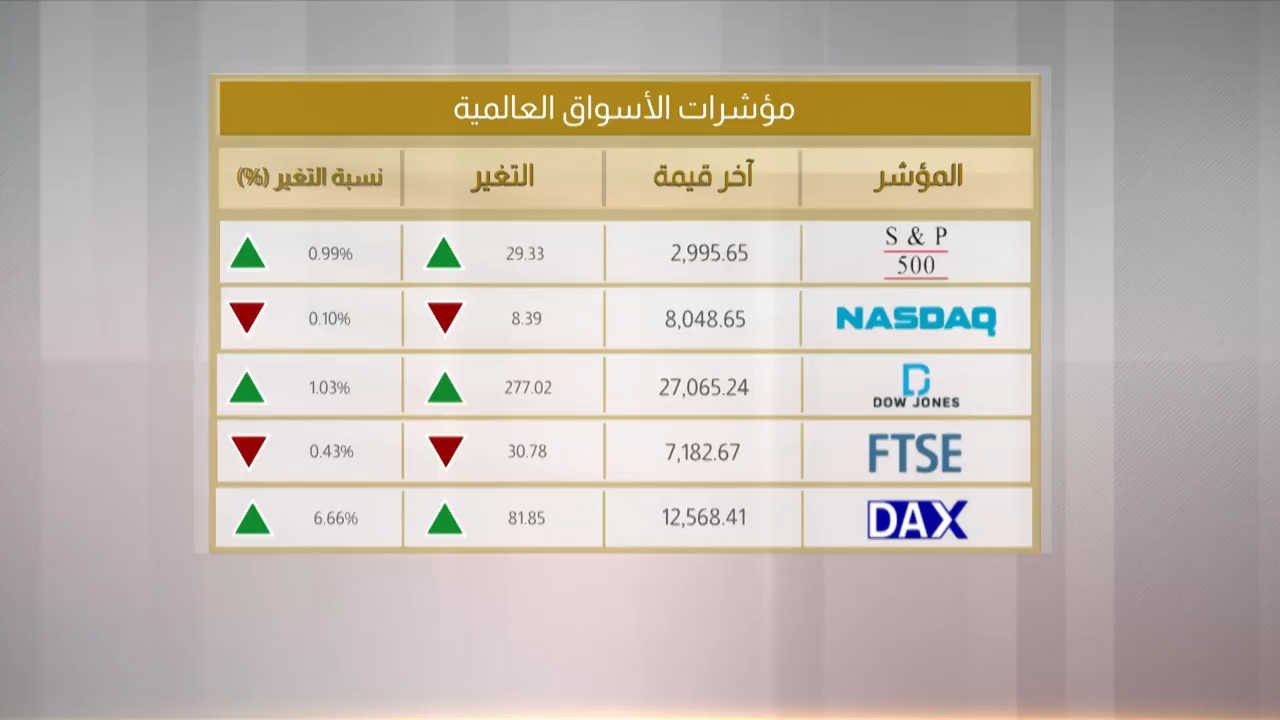 مؤشرات الأسواق العالمية
المؤشر آخر قيمة التغير نسبة التغير (%)
S & P 500 2,995.65 29.33 0.99%
NASDAQ 8,048.65 8.39 0.10%
DOW JONES 27,065.24 277.02 1.03%
FTSE 7,182.67 30.78 0.43%
DAX 12,568.41 81.85 6.66%